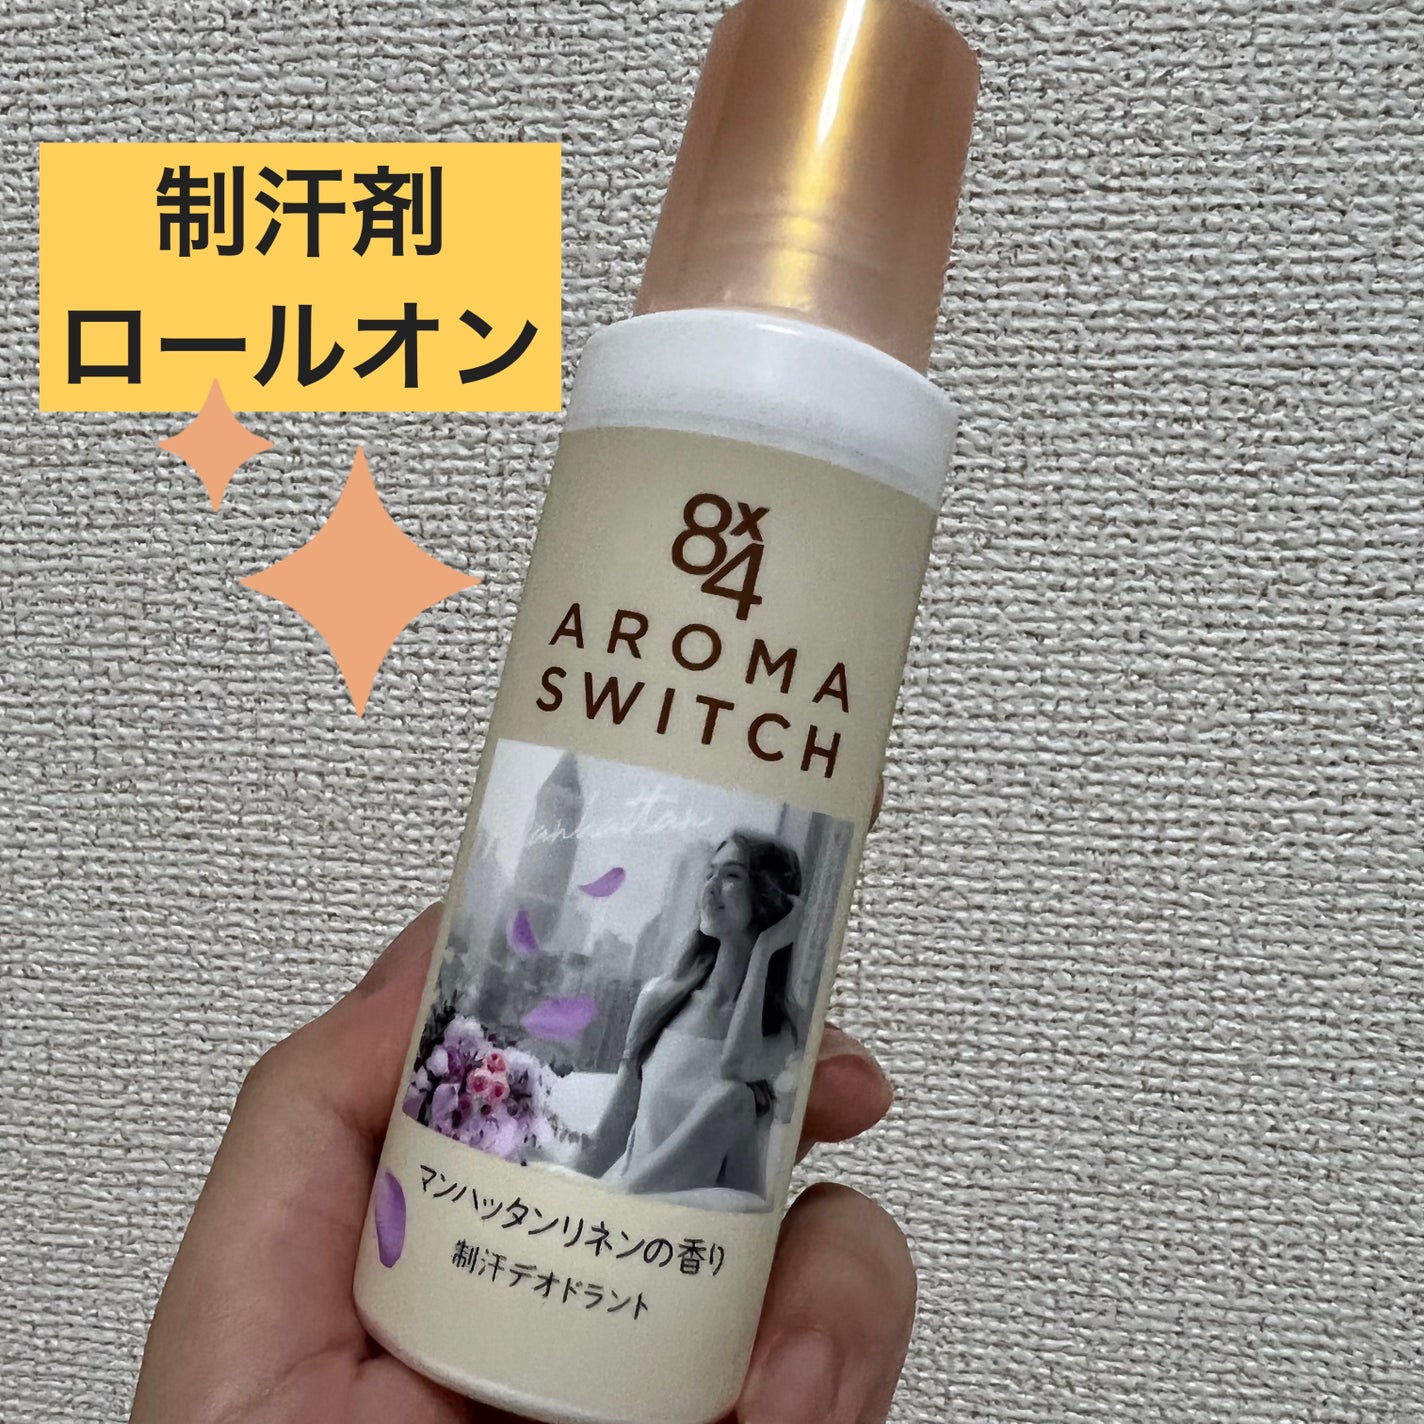 制汗剤
ロールオン
8x4
AROMA
SWITCH
Manhattan
マンハッタンリネンの香り
制汗デオドラント